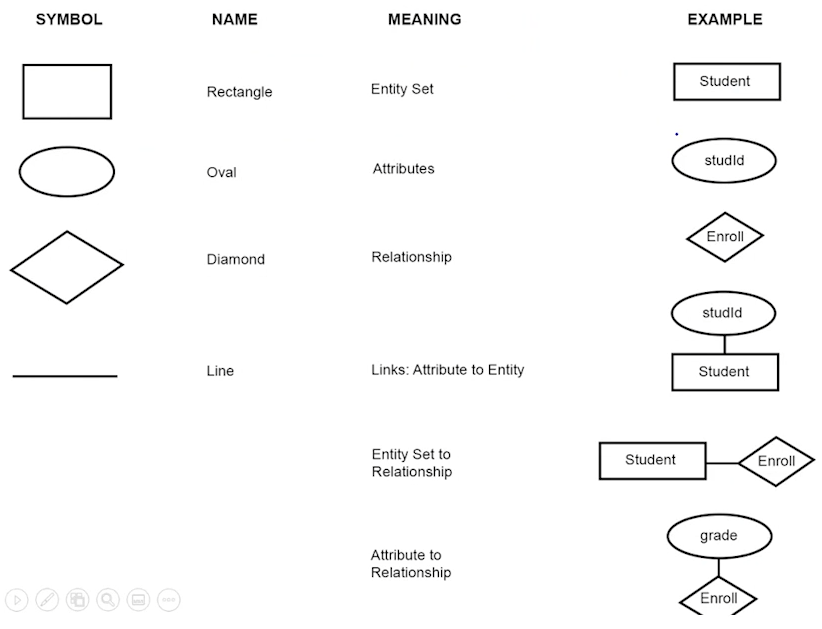 SYMBOL NAME MEANING EXAMPLE
Rectangle Entity Set Student
Oval Attributes studId
Diamond Relationship Enroll
studId
Line Links: Attribute to Entity Student
Entity Set to
Relationship
Student Enroll
Attribute to
Relationship
grade
Enroll